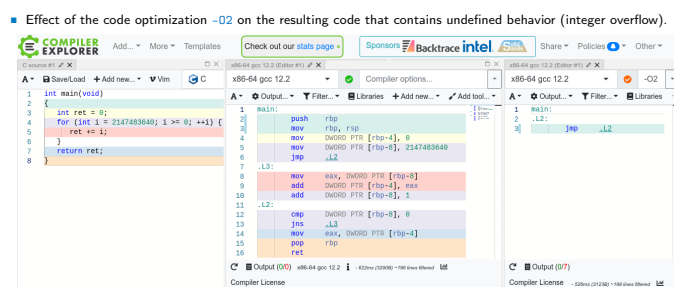 Effect of the code optimization -O2 on the resulting code that contains undefined behavior (integer overflow).
COMPILER EXPLORER Add... More Templates Check out our stats page × Sponsors Backtrace intel. Share Policies Other
C source #1 × x86-64 gcc 12.2 (Editor #1) × x86-64 gcc 12.2 (Editor #1) ×
x86-64 gcc 12.2 Compiler options... x86-64 gcc 12.2 -O2
A Save/Load + Add new... Vim C A Output... Filter... Libraries + Add new... Add tool... A Output... Filter... Libraries
1 int main(void)
2 {
3 int ret = 0;
4 for (int i = 2147483640; i >= 0; ++i) {
5 ret += i;
6 }
7 return ret;
8 }
1 main:
2 push rbp
3 mov rbp, rsp
4 mov DWORD PTR [rbp-4], 0
5 mov DWORD PTR [rbp-8], 2147483640
6 jmp .L2
7 .L3:
8 mov eax, DWORD PTR [rbp-8]
9 add DWORD PTR [rbp-4], eax
10 add DWORD PTR [rbp-8], 1
11 .L2:
12 cmp DWORD PTR [rbp-8], 0
13 jns .L3
14 mov eax, DWORD PTR [rbp-4]
15 pop rbp
16 ret
1 main:
2 .L2:
3 jmp .L2
Output (0/0) x86-64 gcc 12.2 i - 622ms (3290B) ~190 lines filtered
Compiler License
Output (0/7)
Compiler License - 526ms (3123B) ~198 lines filtered